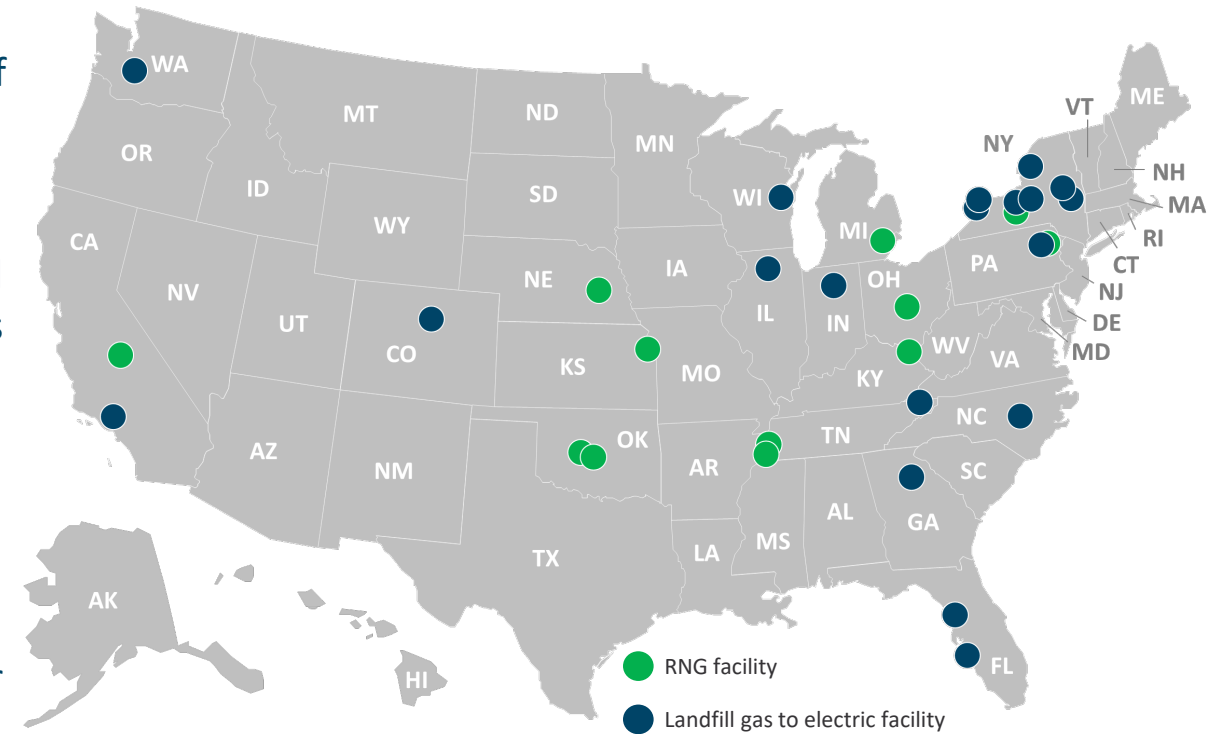 f
WA
MT
ND
MN
VT
ME
OR
ID
SD
WI
NY
NH
MA
WY
MI
RI
CA
IA
PA
CT
NE
OH
NJ
NV
s
UT
IL
IN
DE
CO
WV
MD
KS
MO
VA
KY
NC
AZ
OK
TN
NM
AR
SC
GA
AL
MS
LA
TX
AK
FL
HI
RNG facility
Landfill gas to electric facility